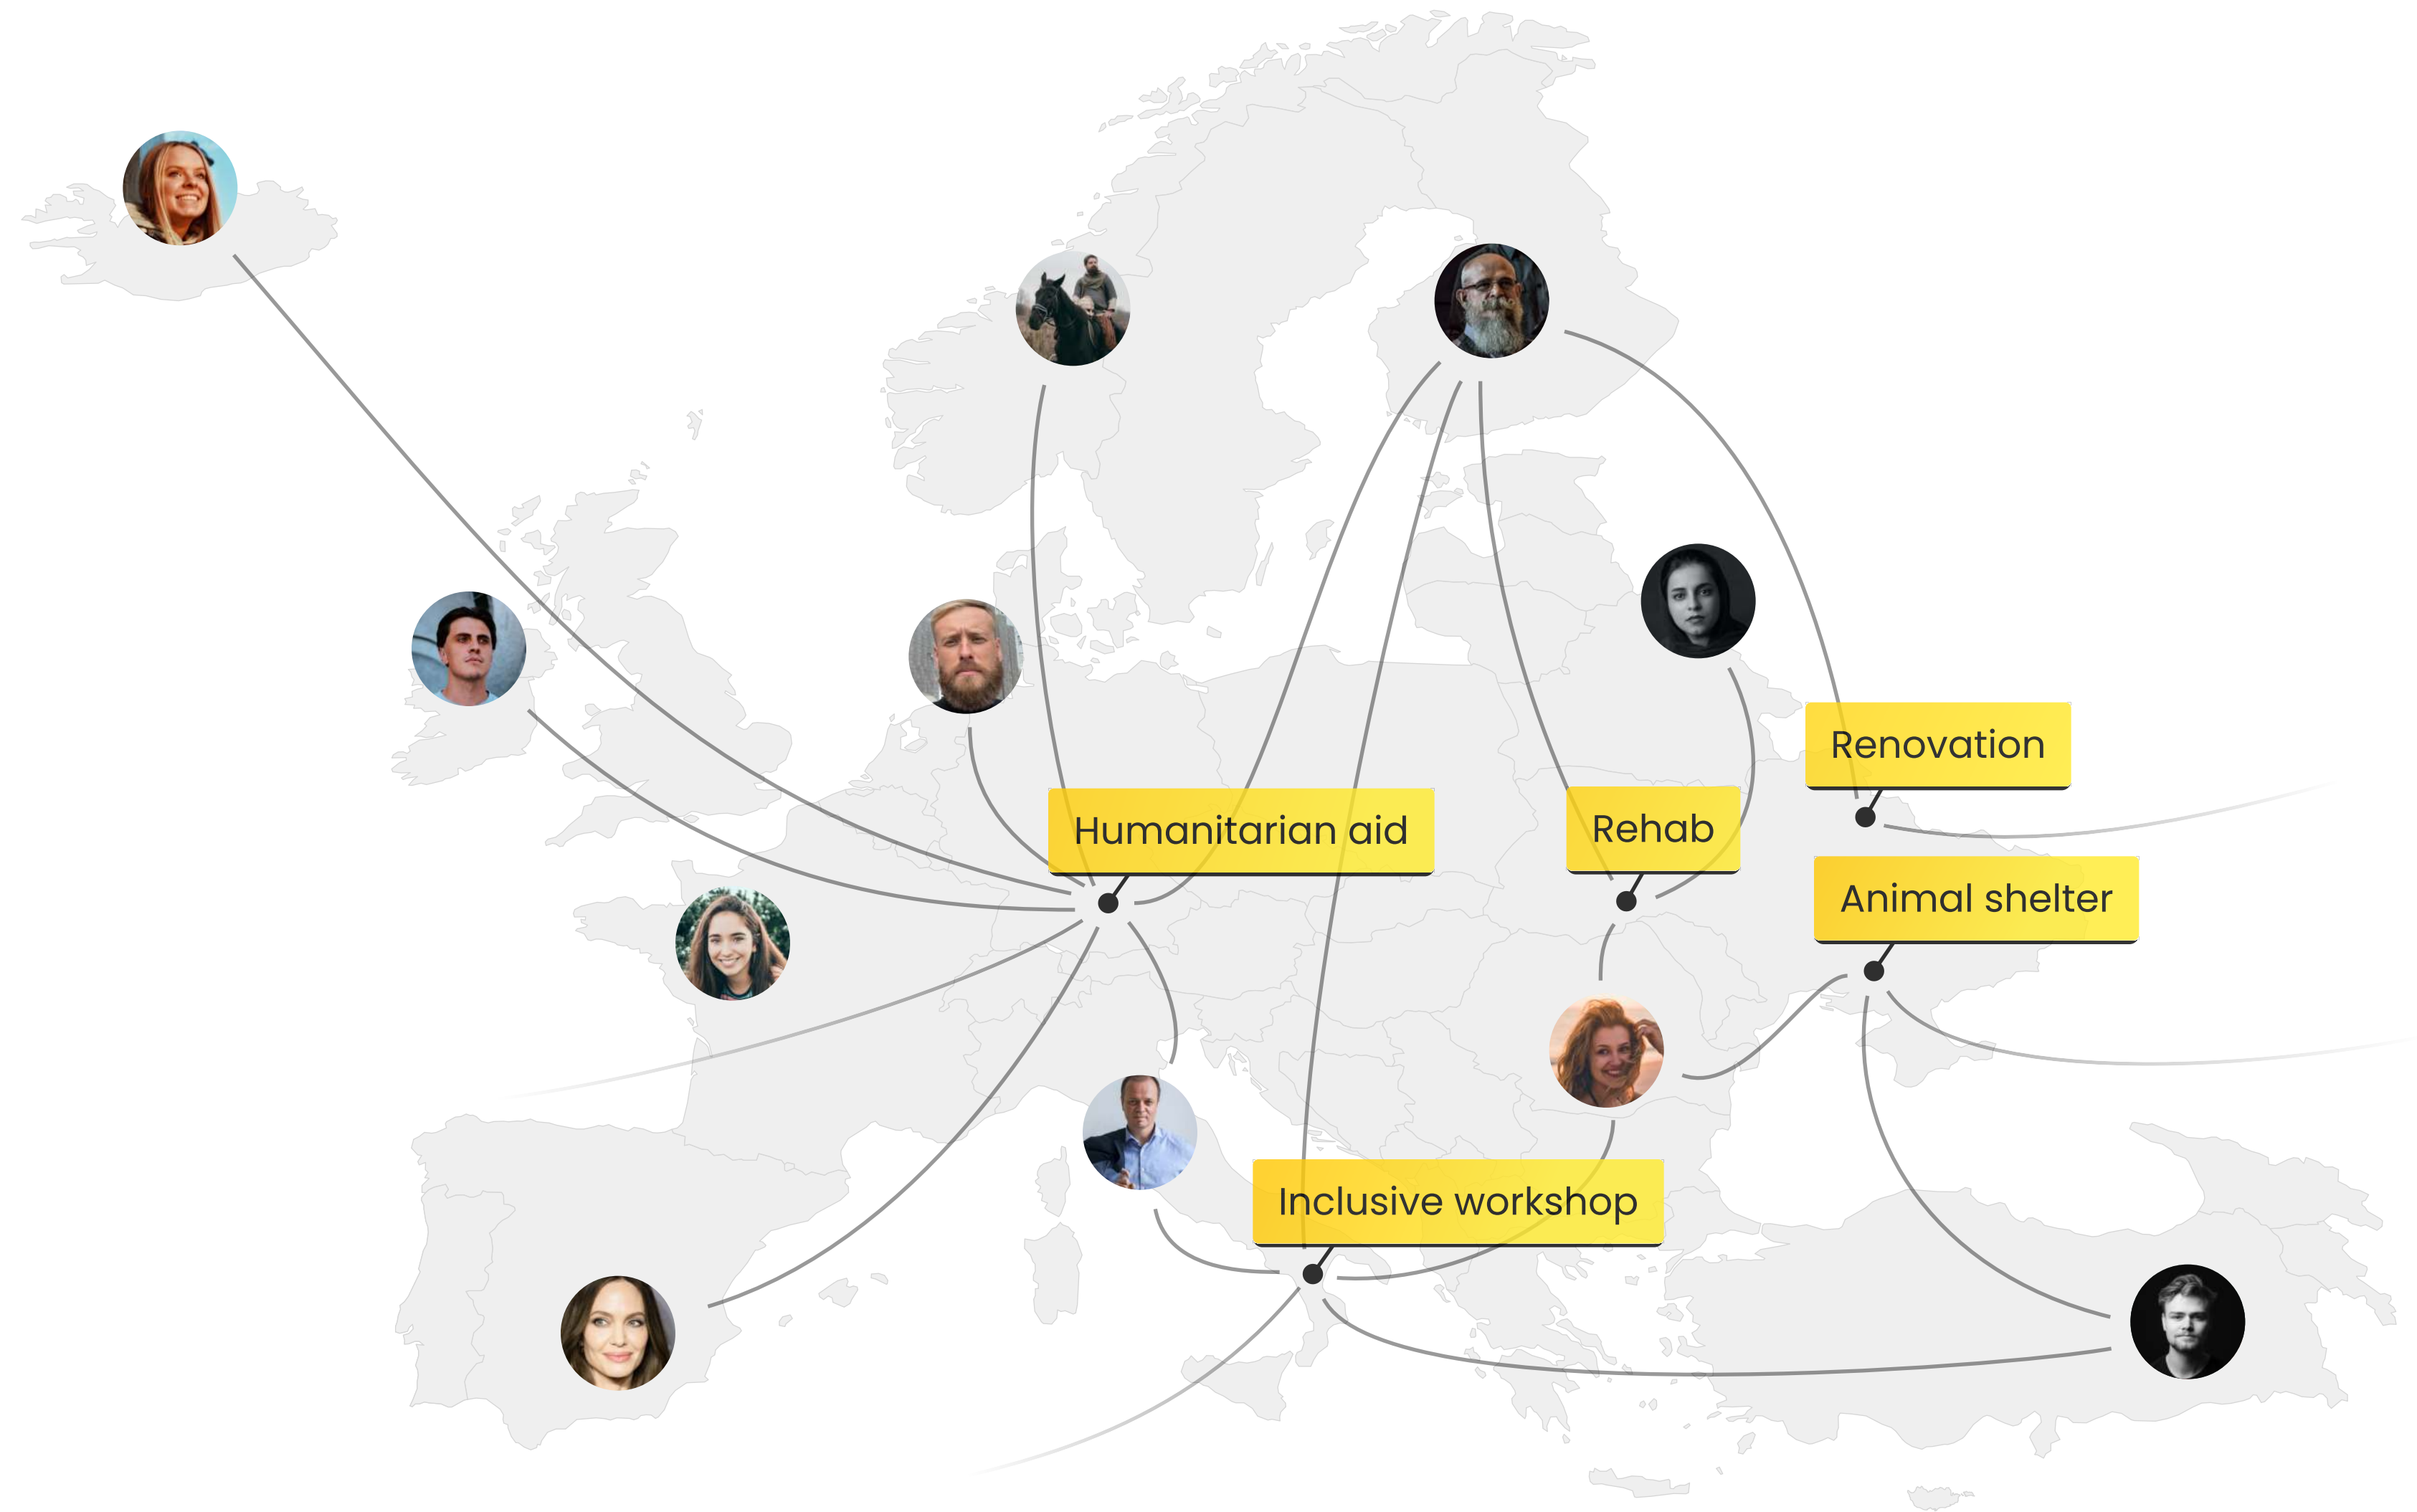 Renovation
Humanitarian aid
Rehab
Animal shelter
Inclusive workshop